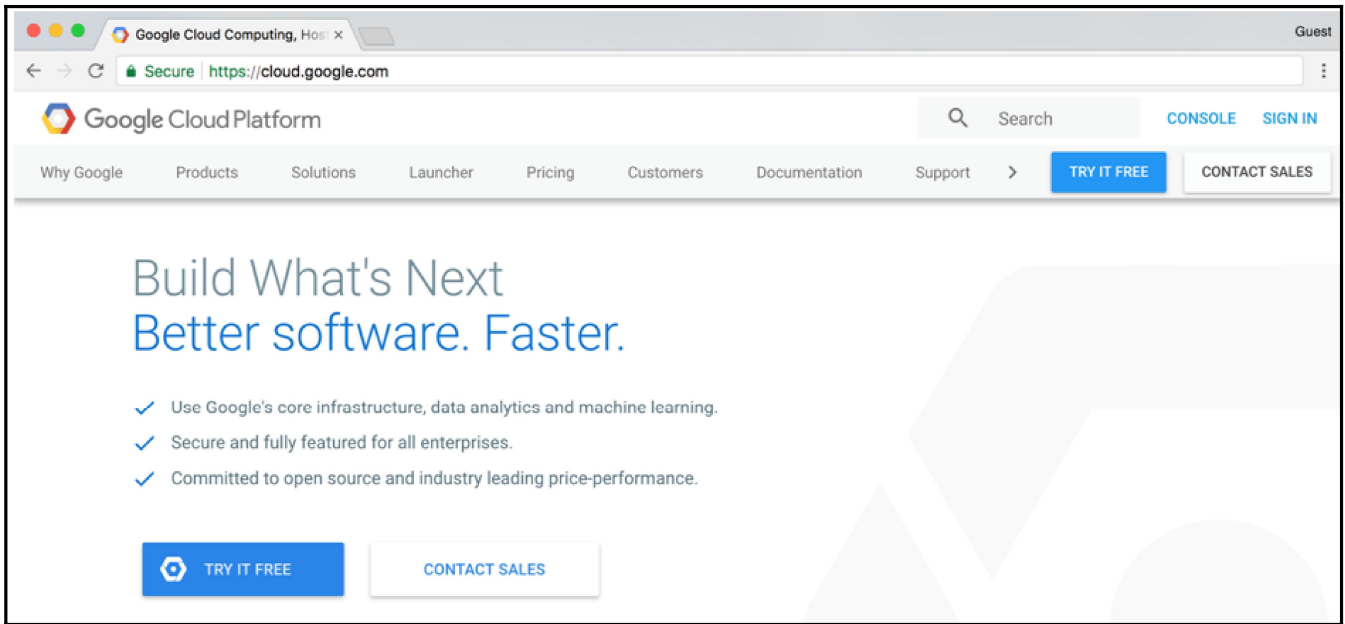 Google Cloud Computing, Hos
Guest
Secure https://cloud.google.com
Google Cloud Platform
Search
CONSOLE
SIGN IN
Why Google
Products
Solutions
Launcher
Pricing
Customers
Documentation
Support
TRY IT FREE
CONTACT SALES
Build What's Next
Better software. Faster.
Use Google's core infrastructure, data analytics and machine learning.
Secure and fully featured for all enterprises.
Committed to open source and industry leading price-performance.
TRY IT FREE
CONTACT SALES